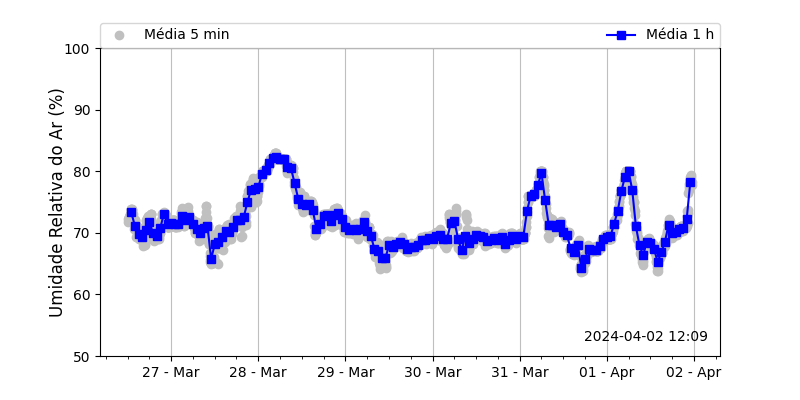 Média 5 min
Média 1 h
Umidade Relativa do Ar (%)
100
90
80
70
60
50
2024-04-02 12:09
27 - Mar
28 - Mar
29 - Mar
30 - Mar
31 - Mar
01 - Apr
02 - Apr